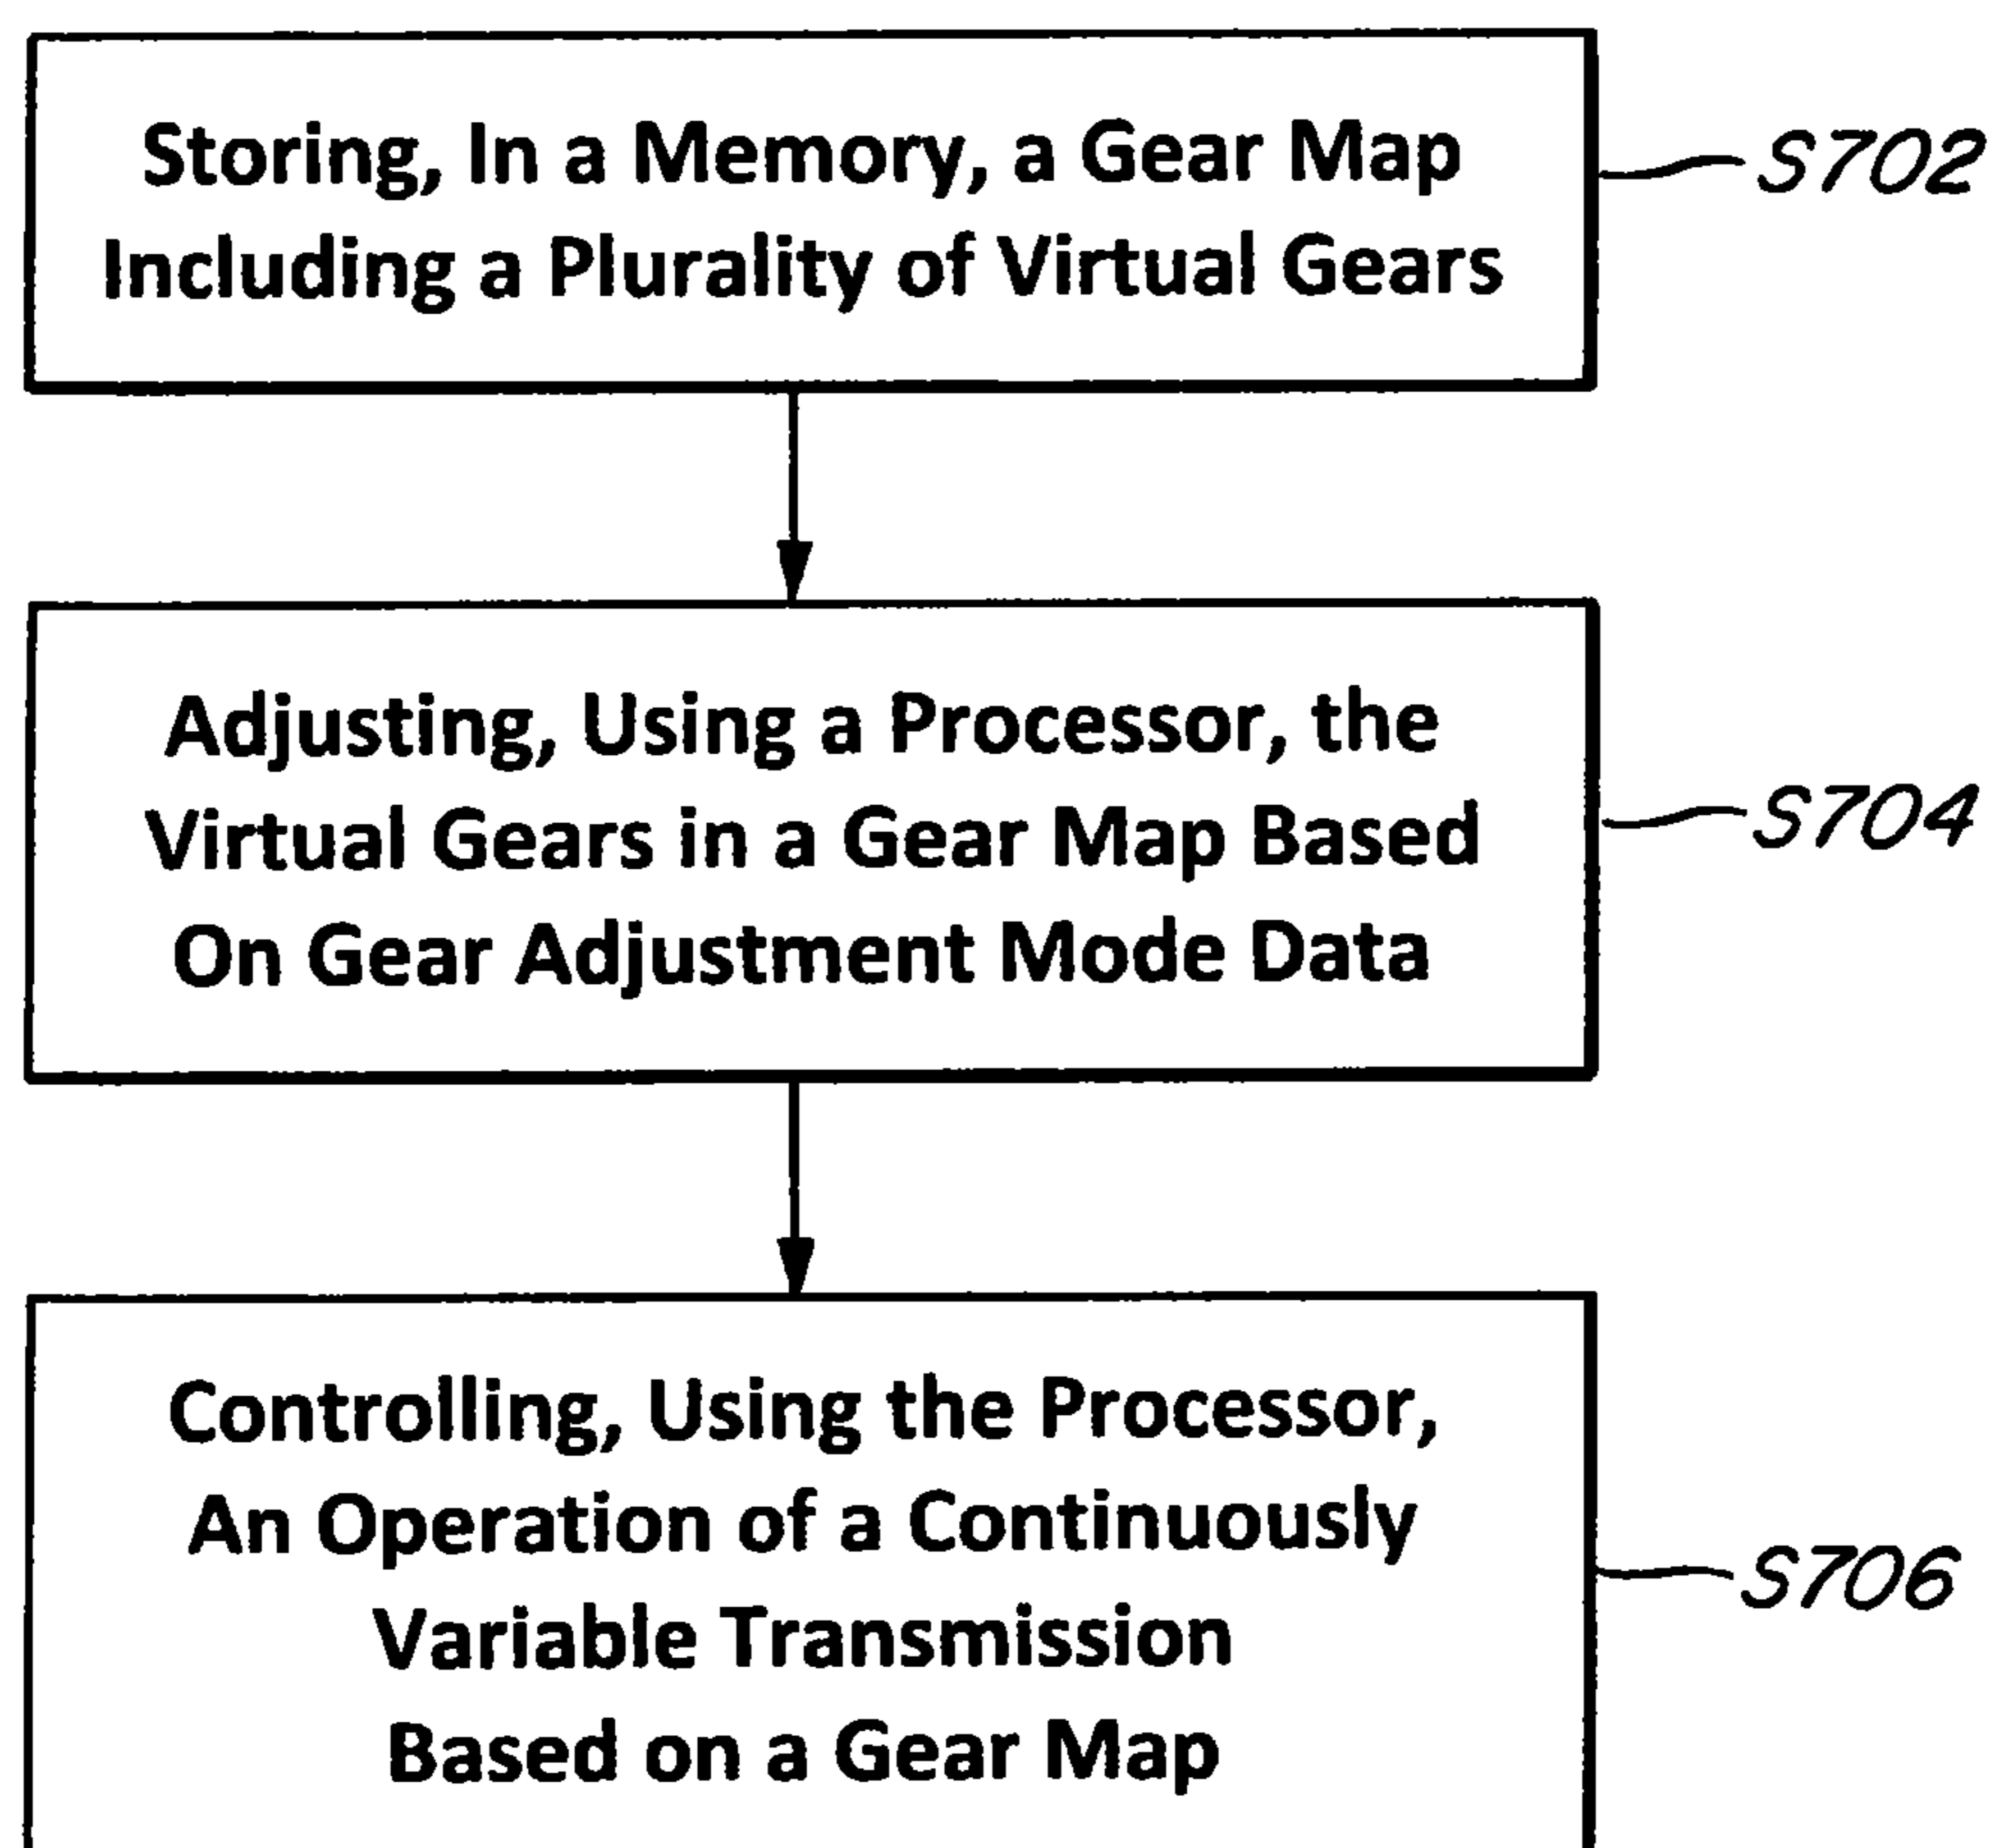 Storing, In a Memory, a Gear Map
Including a Plurality of Virtual Gears
S702
Adjusting, Using a Processor, the
Virtual Gears in a Gear Map Based
On Gear Adjustment Mode Data
S704
Controlling, Using the Processor,
An Operation of a Continuously
Variable Transmission
Based on a Gear Map
S706